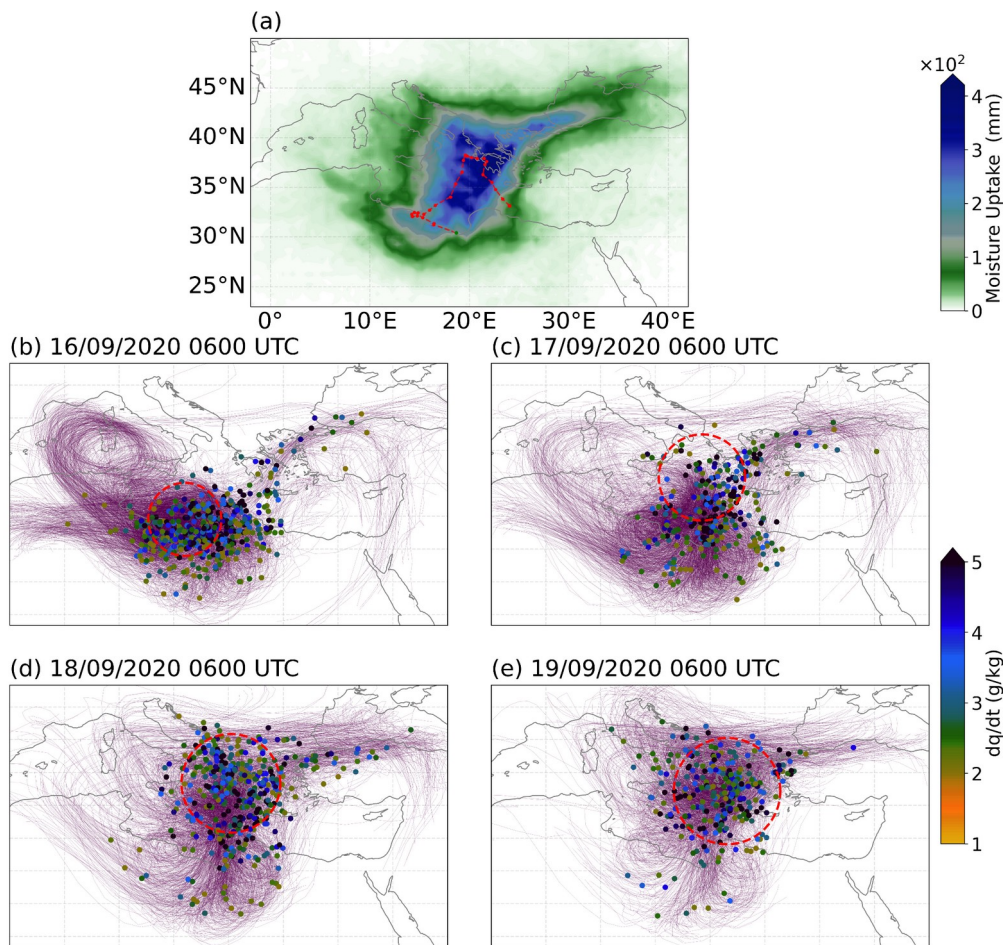 (a)
45°N
40°N
35°N
30°N
25°N
0°
10°E
20°E
30°E
40°E
×10²
4
3
2
1
0
Moisture Uptake (mm)
(b) 16/09/2020 0600 UTC
(c) 17/09/2020 0600 UTC
(d) 18/09/2020 0600 UTC
(e) 19/09/2020 0600 UTC
5
4
3
2
1
dq/dt (g/kg)